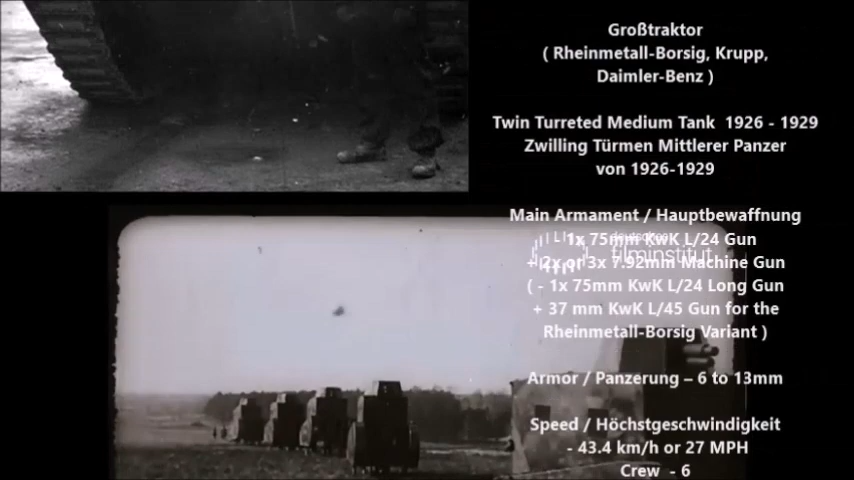 Großtraktor
( Rheinmetall-Borsig, Krupp,
Daimler-Benz )
Twin Turreted Medium Tank 1926 - 1929
Zwilling Türmen Mittlerer Panzer
von 1926-1929
Main Armament / Hauptbewaffnung
- 1x 75mm KwK L/24 Gun
+ 2x or 3x 7.92mm Machine Gun
( - 1x 75mm KwK L/24 Long Gun
+ 37 mm KwK L/45 Gun for the
Rheinmetall-Borsig Variant )
Armor / Panzerung – 6 to 13mm
Speed / Höchstgeschwindigkeit
- 43.4 km/h or 27 MPH
Crew - 6
deutsches
filminstitut